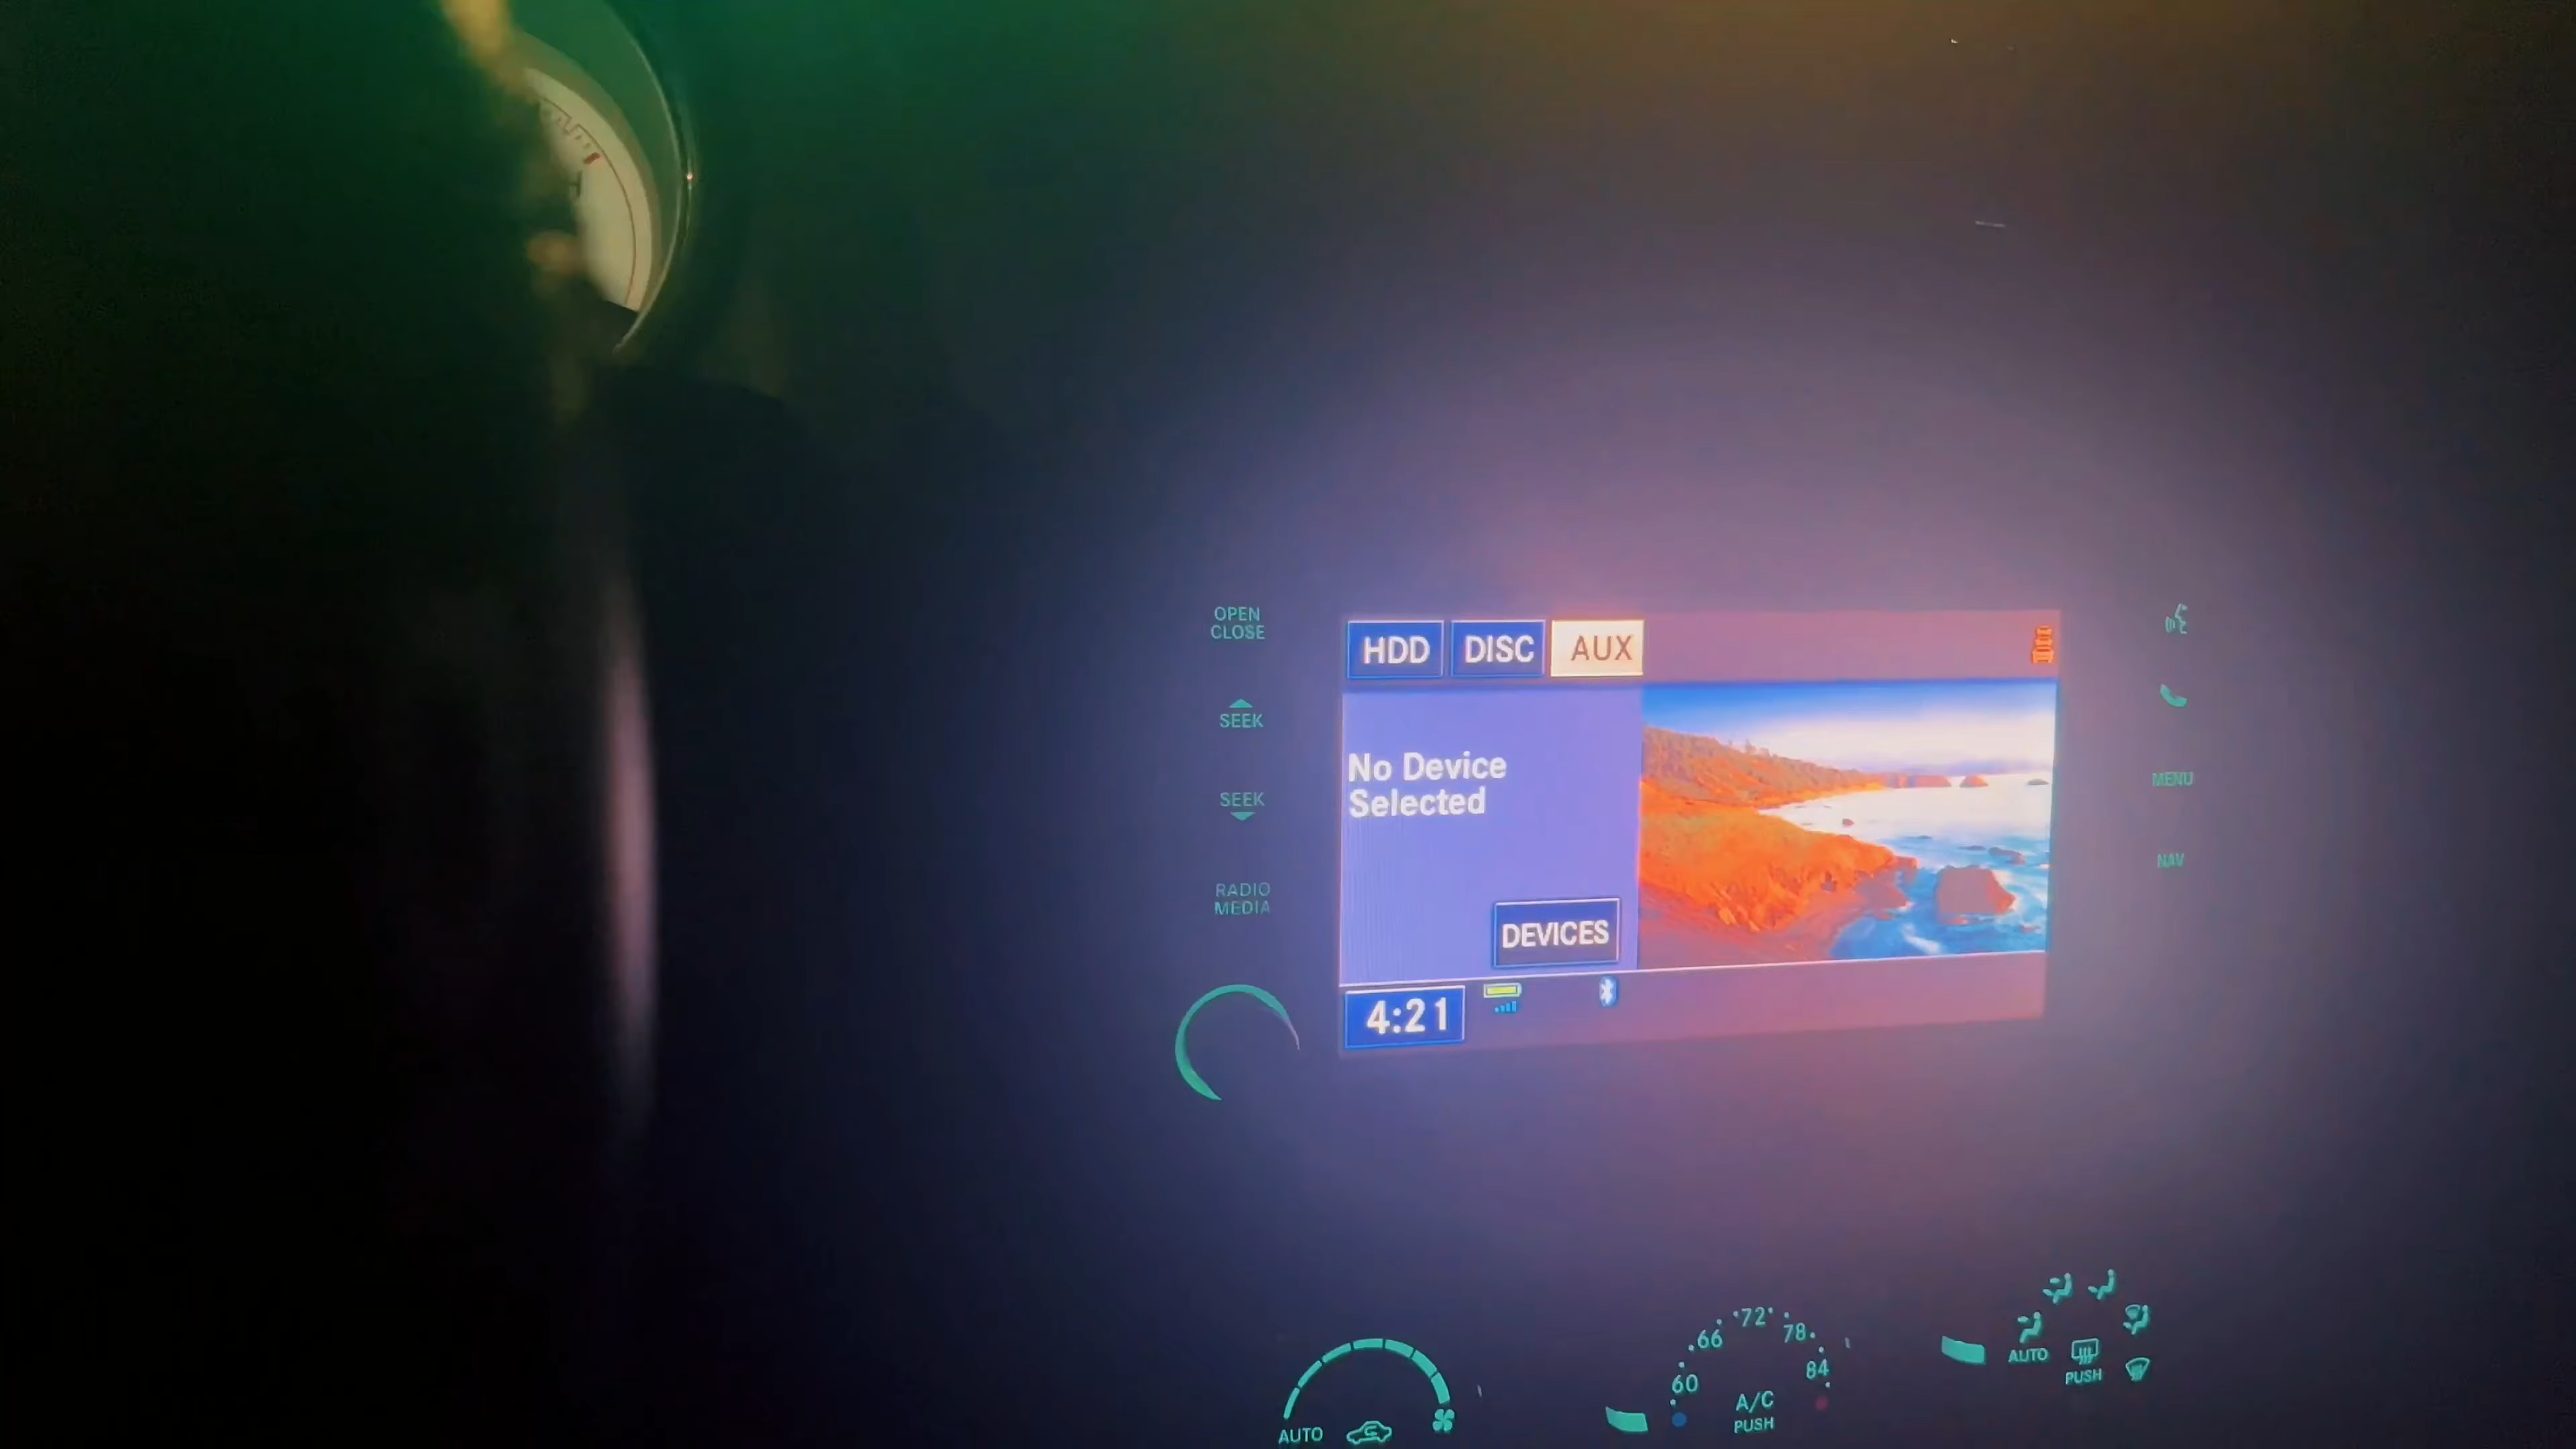 H
OPEN
CLOSE
SEEK
SEEK
RADIO
MEDIA
HDD
DISC
AUX
No Device
Selected
DEVICES
4:21
MENU
NAV
AUTO
60
66
72
78
84
A/C
PUSH
AUTO
PUSH